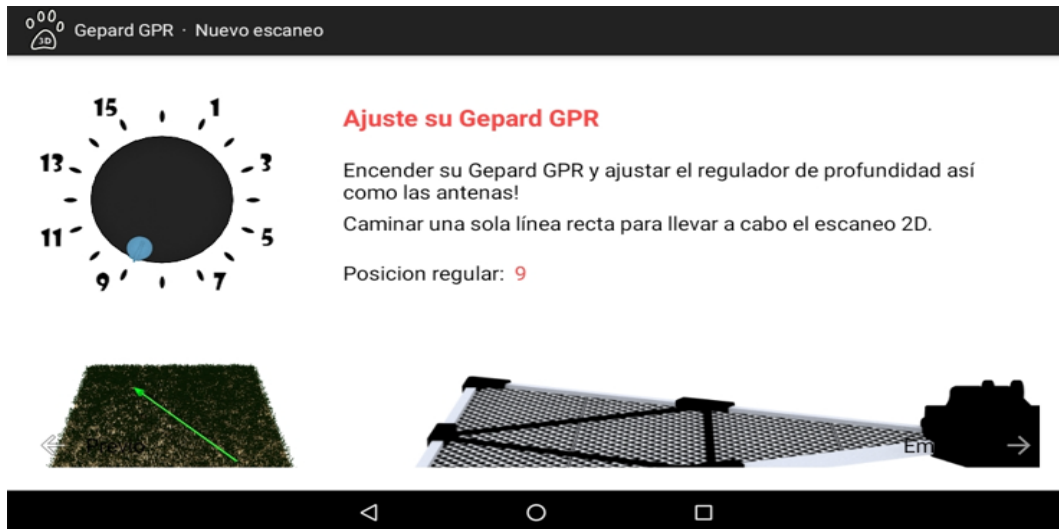 3D Gepard GPR · Nuevo escaneo
15 1
13 3
11 5
9 7
Ajuste su Gepard GPR
Encender su Gepard GPR y ajustar el regulador de profundidad así
como las antenas!
Caminar una sola línea recta para llevar a cabo el escaneo 2D.
Posicion regular: 9